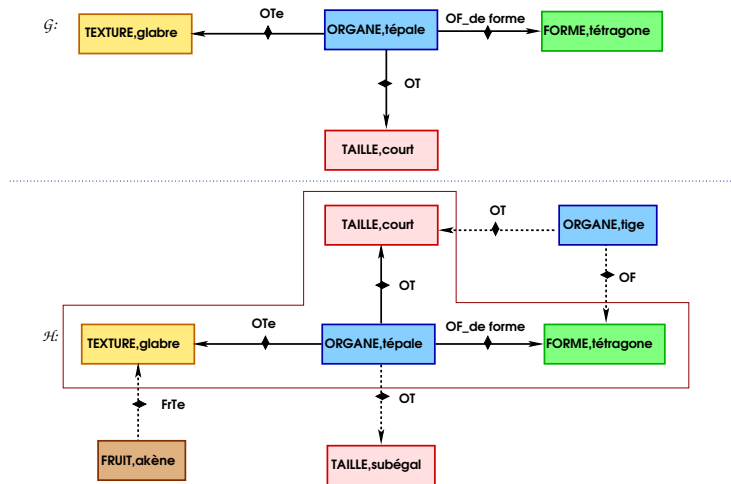 G:
OTe
OF_de forme
TEXTURE,glabre
ORGANE,tépale
FORME,tétragone
OT
TAILLE,court
OT
TAILLE,court
ORGANE,tige
OF
OT
H:
OTe
OF_de forme
TEXTURE,glabre
ORGANE,tépale
FORME,tétragone
FrTe
OT
FRUIT,akène
TAILLE,subégal